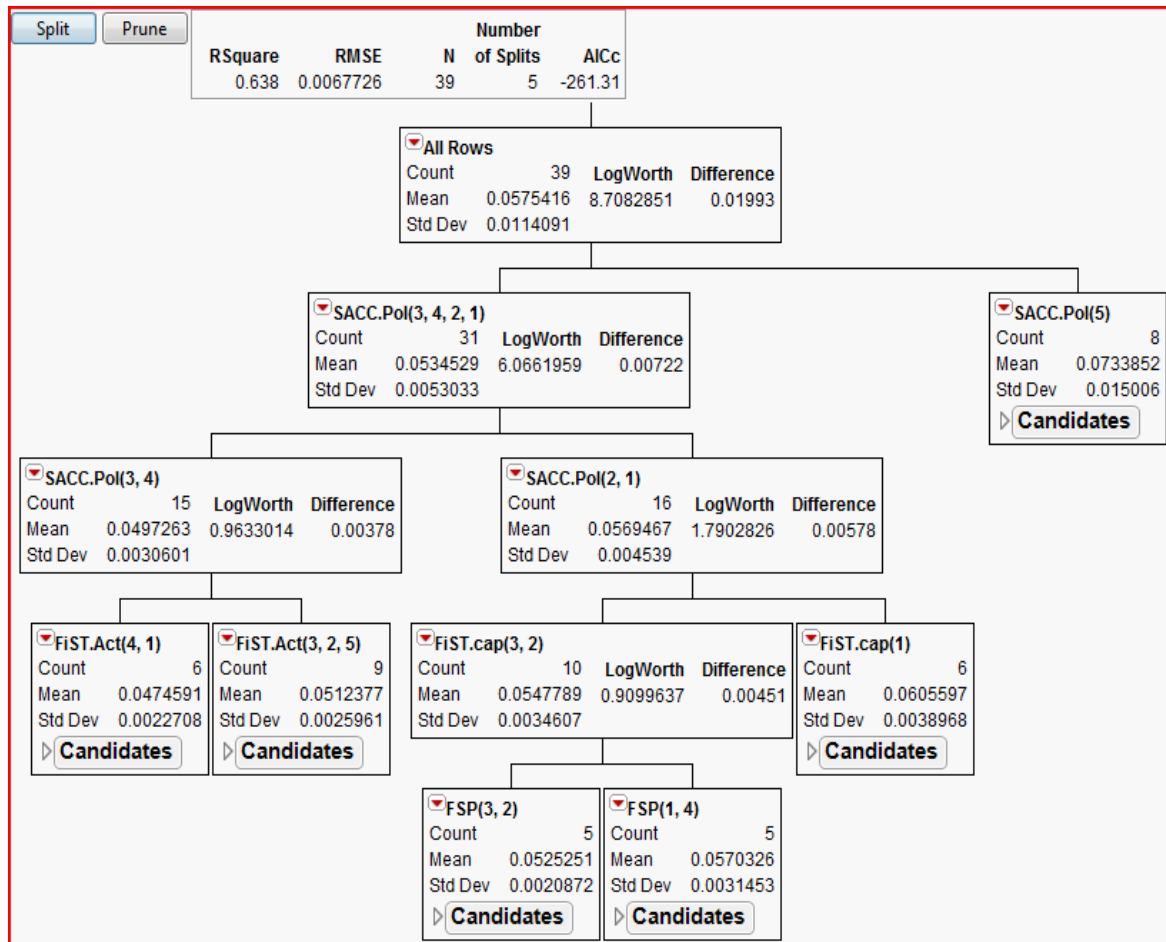 Split Prune
Number
RSquare RMSE N of Splits AICc
0.638 0.0067726 39 5 -261.31
All Rows
Count 39 LogWorth Difference
Mean 0.0575416 8.7082851 0.01993
Std Dev 0.0114091
SACC.Pol(3, 4, 2, 1)
Count 31 LogWorth Difference
Mean 0.0534529 6.0661959 0.00722
Std Dev 0.0053033
SACC.Pol(5)
Count 8
Mean 0.0733852
Std Dev 0.015006
Candidates
SACC.Pol(3, 4)
Count 15 LogWorth Difference
Mean 0.0497263 0.9633014 0.00378
Std Dev 0.0030601
SACC.Pol(2, 1)
Count 16 LogWorth Difference
Mean 0.0569467 1.7902826 0.00578
Std Dev 0.004539
FiST.Act(4, 1)
Count 6
Mean 0.0474591
Std Dev 0.0022708
Candidates
FiST.Act(3, 2, 5)
Count 9
Mean 0.0512377
Std Dev 0.0025961
Candidates
FiST.cap(3, 2)
Count 10 LogWorth Difference
Mean 0.0547789 0.9099637 0.00451
Std Dev 0.0034607
FiST.cap(1)
Count 6
Mean 0.0605597
Std Dev 0.0038968
Candidates
FSP(3, 2)
Count 5
Mean 0.0525251
Std Dev 0.0020872
Candidates
FSP(1, 4)
Count 5
Mean 0.0570326
Std Dev 0.0031453
Candidates